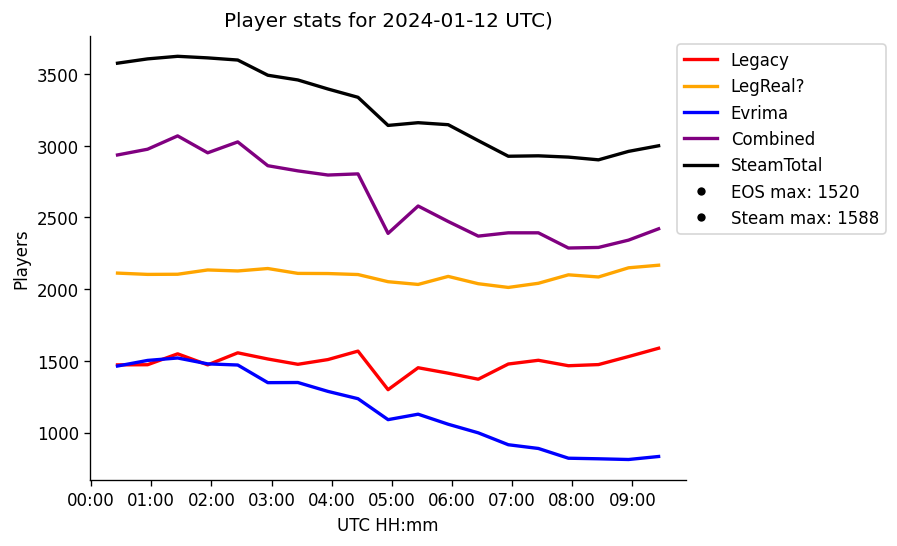 Player stats for 2024-01-12 UTC)
Players
3500
3000
2500
2000
1500
1000
00:00 01:00 02:00 03:00 04:00 05:00 06:00 07:00 08:00 09:00
UTC HH:mm
Legacy
LegReal?
Evrima
Combined
SteamTotal
EOS max: 1520
Steam max: 1588